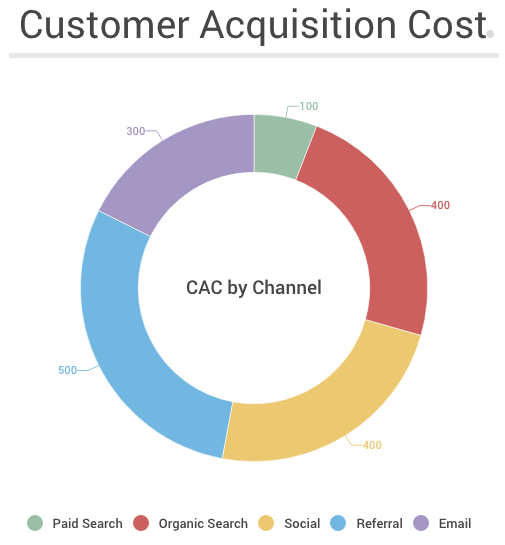 Customer Acquisition Cost
100
300
400
CAC by Channel
500
400
Paid Search Organic Search Social Referral Email